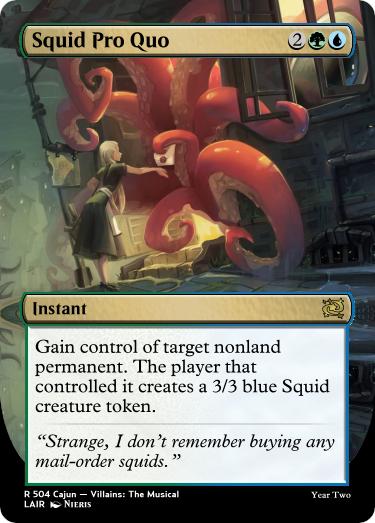 Squid Pro Quo 2
Instant
Gain control of target nonland
permanent. The player that
controlled it creates a 3/3 blue Squid
creature token.
“Strange, I don’t remember buying any
mail-order squids.”
R 504 Cajun – Villains: The Musical
LAIR Nieris Year Two